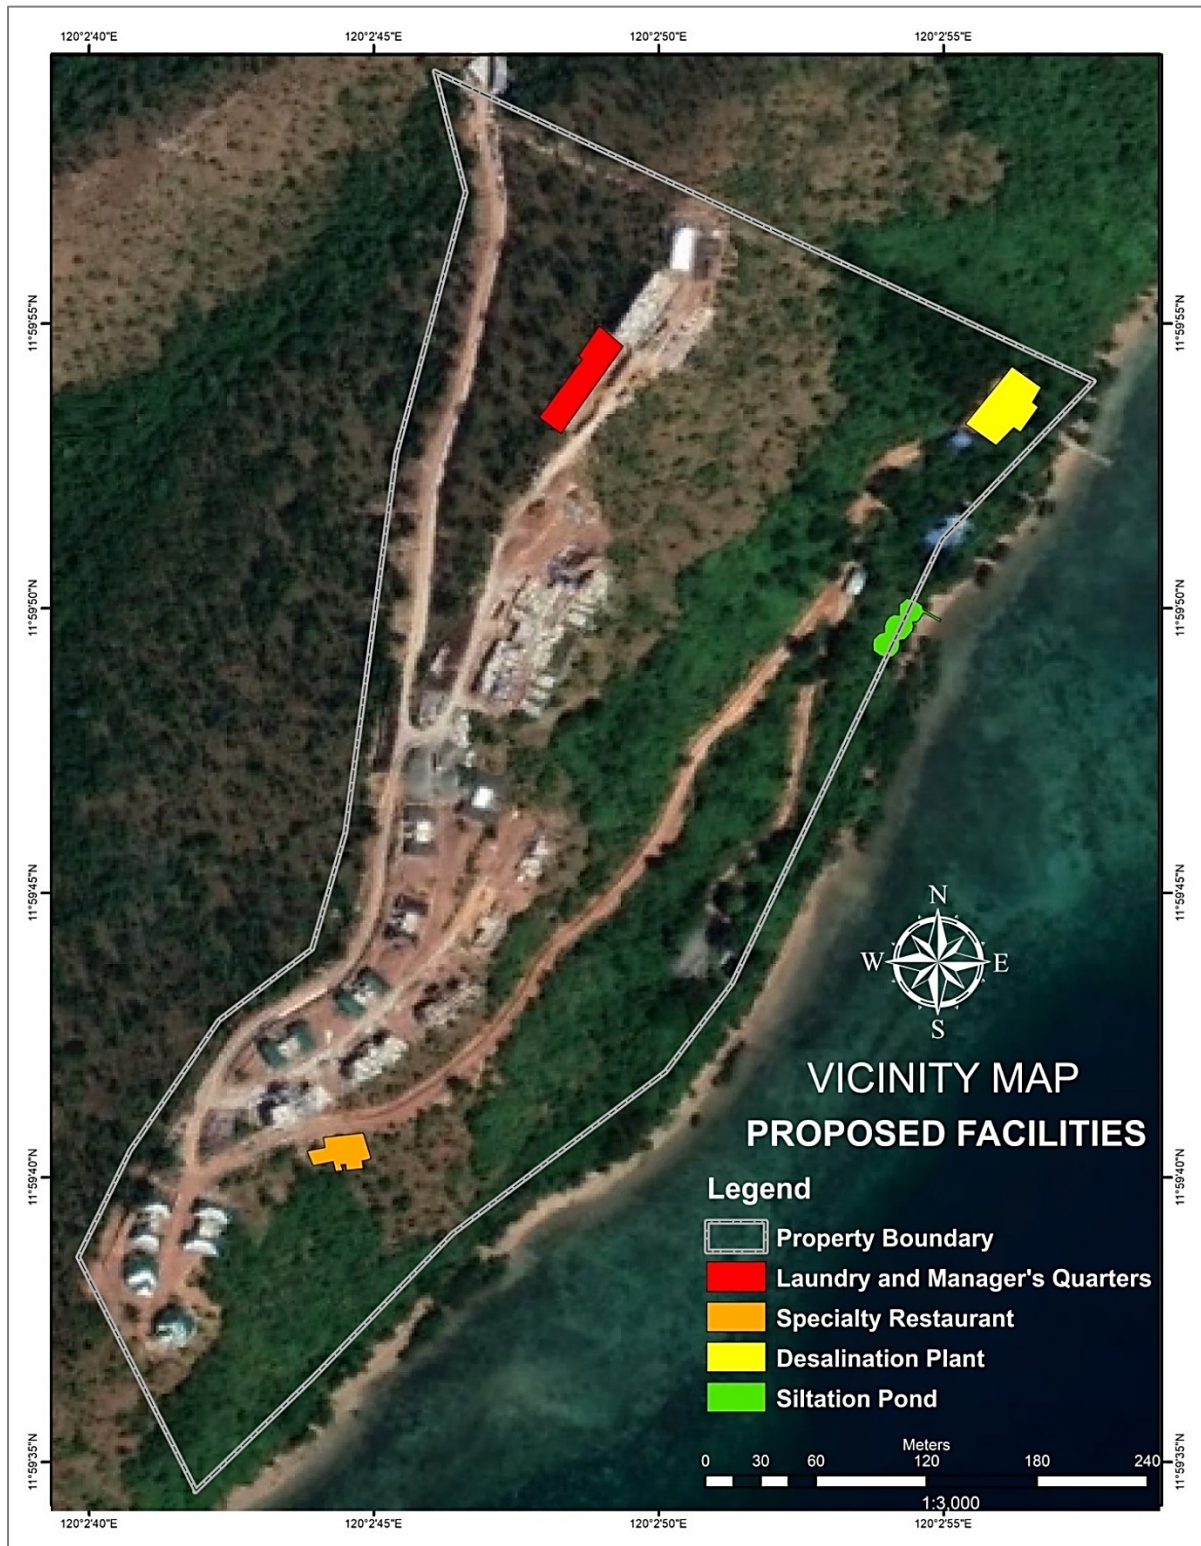 120°2'40"E 120°2'45"E 120°2'50"E 120°2'55"E
11°59'55"N 11°59'55"N
11°59'50"N 11°59'50"N
11°59'45"N 11°59'45"N
N
W E
S
VICINITY MAP
PROPOSED FACILITIES
11°59'40"N 11°59'40"N
Legend
Property Boundary
Laundry and Manager's Quarters
Specialty Restaurant
Desalination Plant
Siltation Pond
Meters
11°59'35"N 0 30 60 120 180 240 11°59'35"N
1:3,000
120°2'40"E 120°2'45"E 120°2'50"E 120°2'55"E